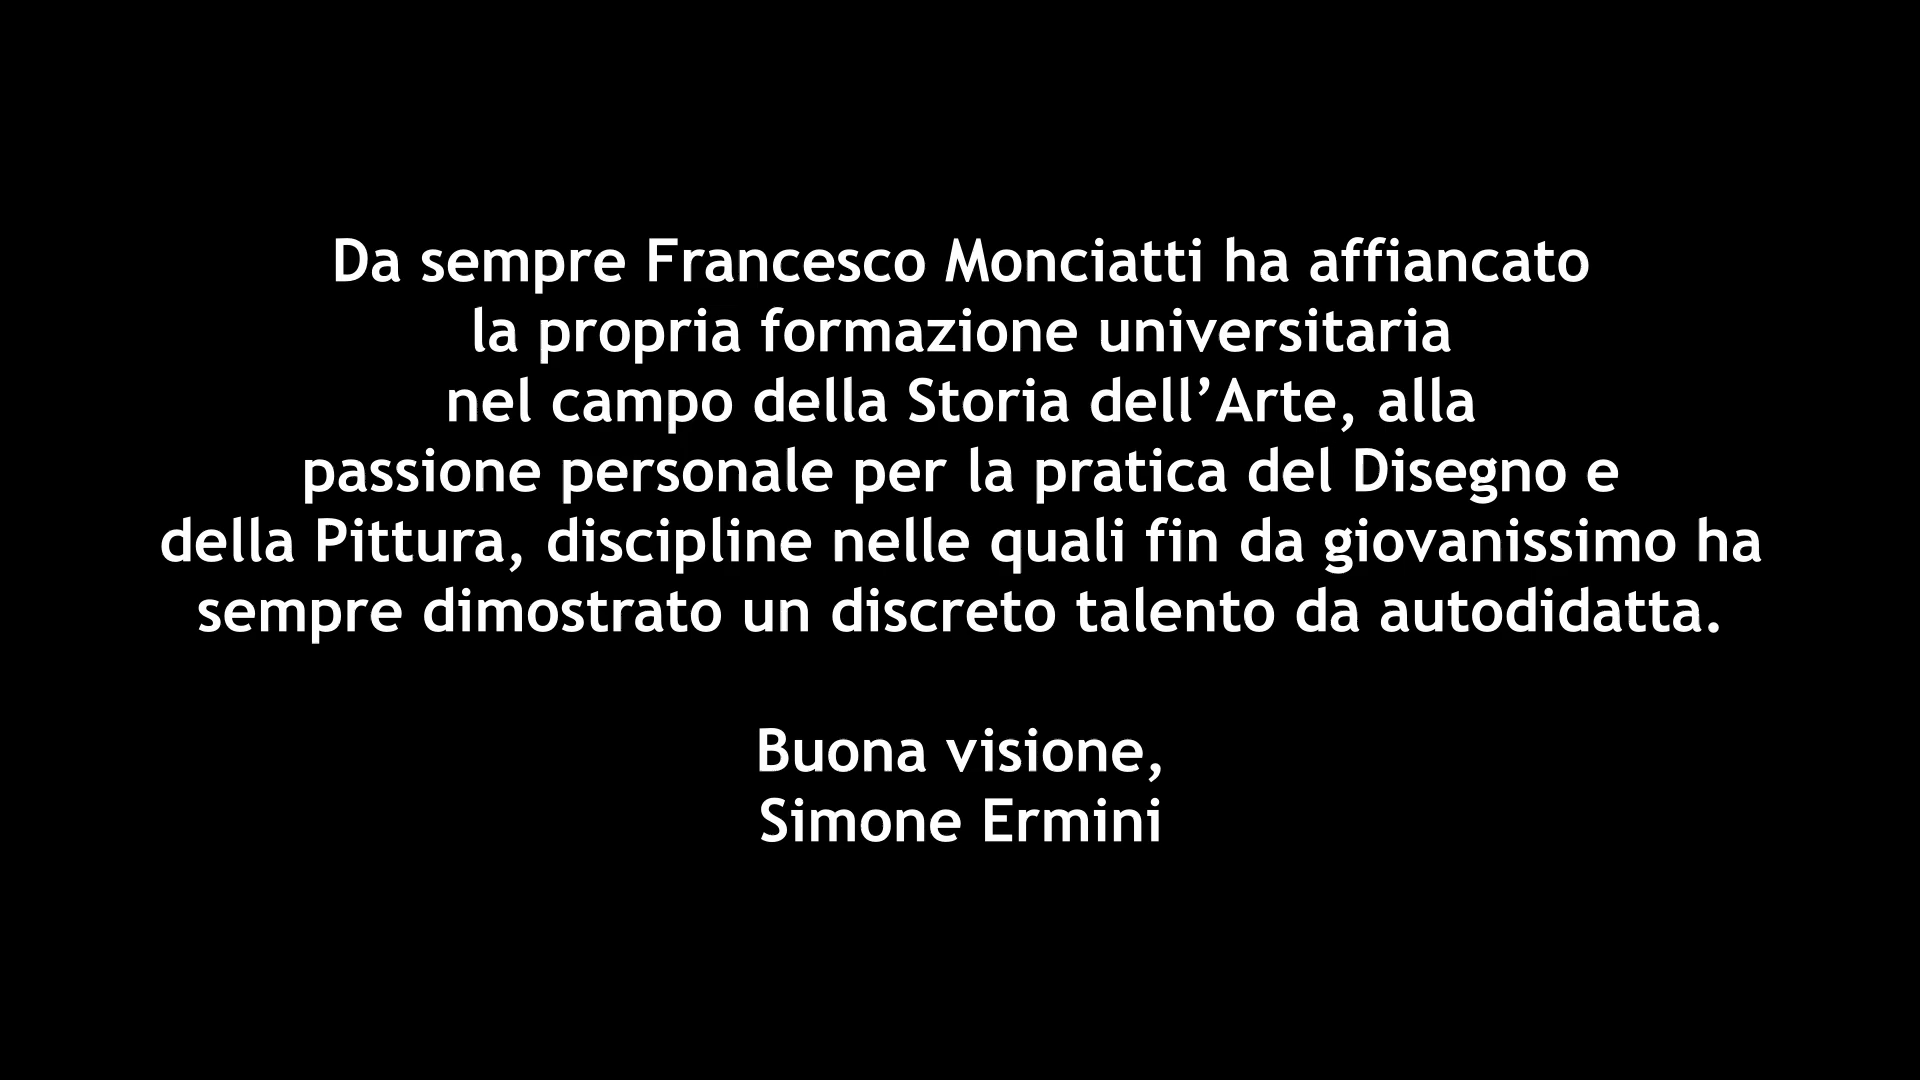 Da sempre Francesco Monciatti ha affiancato
la propria formazione universitaria
nel campo della Storia dell’Arte, alla
passione personale per la pratica del Disegno e
della Pittura, discipline nelle quali fin da giovanissimo ha
sempre dimostrato un discreto talento da autodidatta.
Buona visione,
Simone Ermini